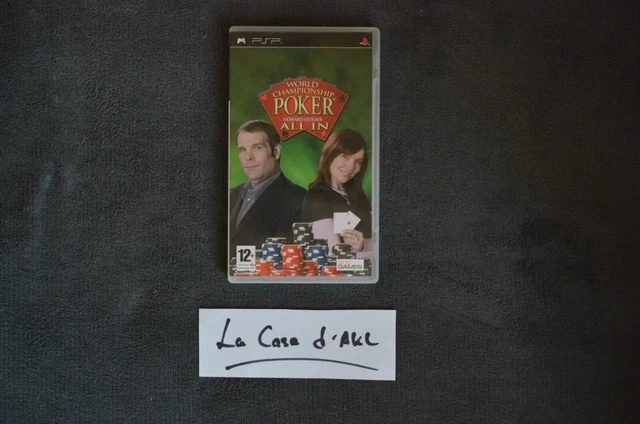 PSP
WORLD
CHAMPIONSHIP
POKER
HOWARD LEDERER
ALL IN
12+
GAMES
La Casa d'AKL